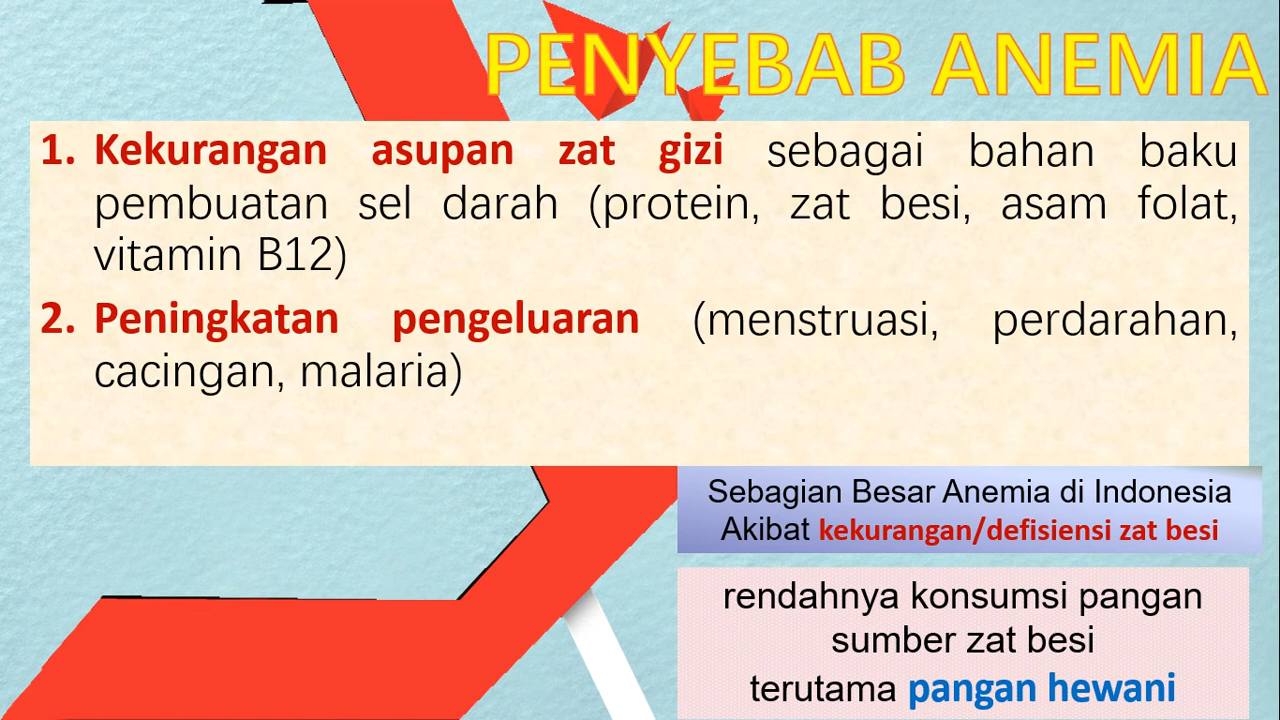 PENYEBAB ANEMIA
1. Kekurangan asupan zat gizi sebagai bahan baku
pembuatan sel darah (protein, zat besi, asam folat,
vitamin B12)
2. Peningkatan pengeluaran (menstruasi, perdarahan,
cacingan, malaria)
Sebagian Besar Anemia di Indonesia
Akibat kekurangan/defisiensi zat besi
rendahnya konsumsi pangan
sumber zat besi
terutama pangan hewani